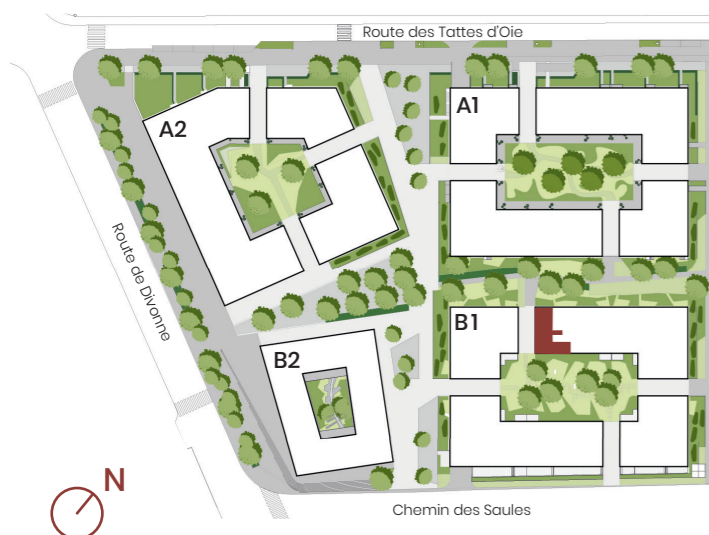 Route des Tattes d'Oie
A1
A2
Route de Divonne
B1
B2
N
Chemin des Saules